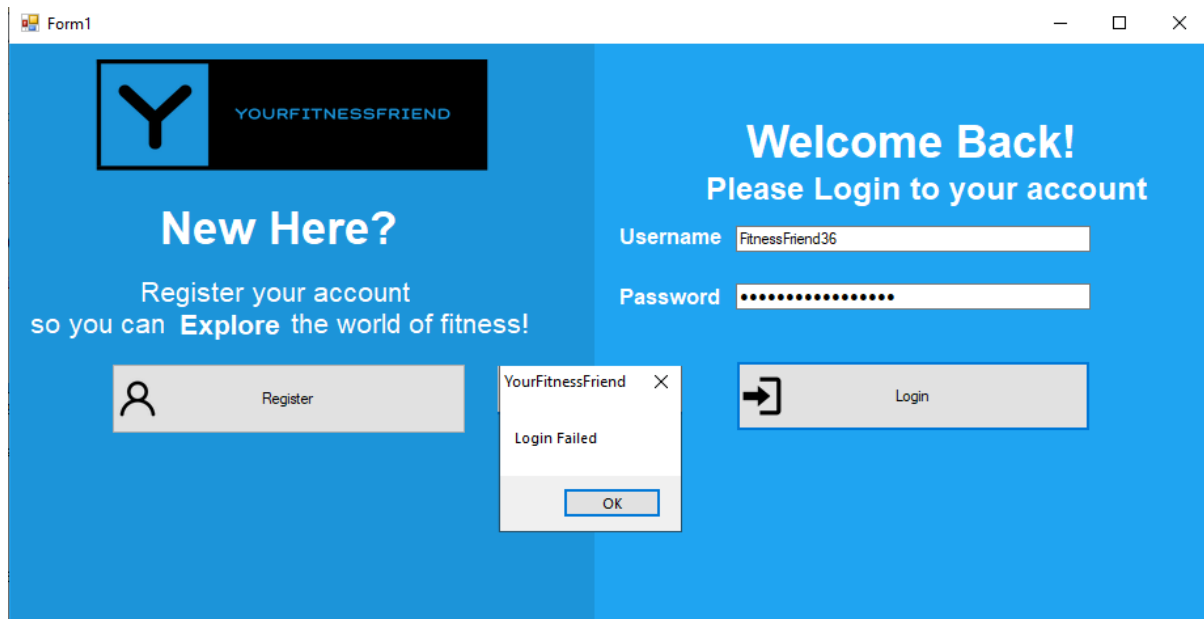 Form1
Y
YOURFITNESSFRIEND
New Here?
Register your account
so you can Explore the world of fitness!
Register
Welcome Back!
Please Login to your account
Username FitnessFriend36
Password •••••••••••••••••
Login
YourFitnessFriend
Login Failed
OK